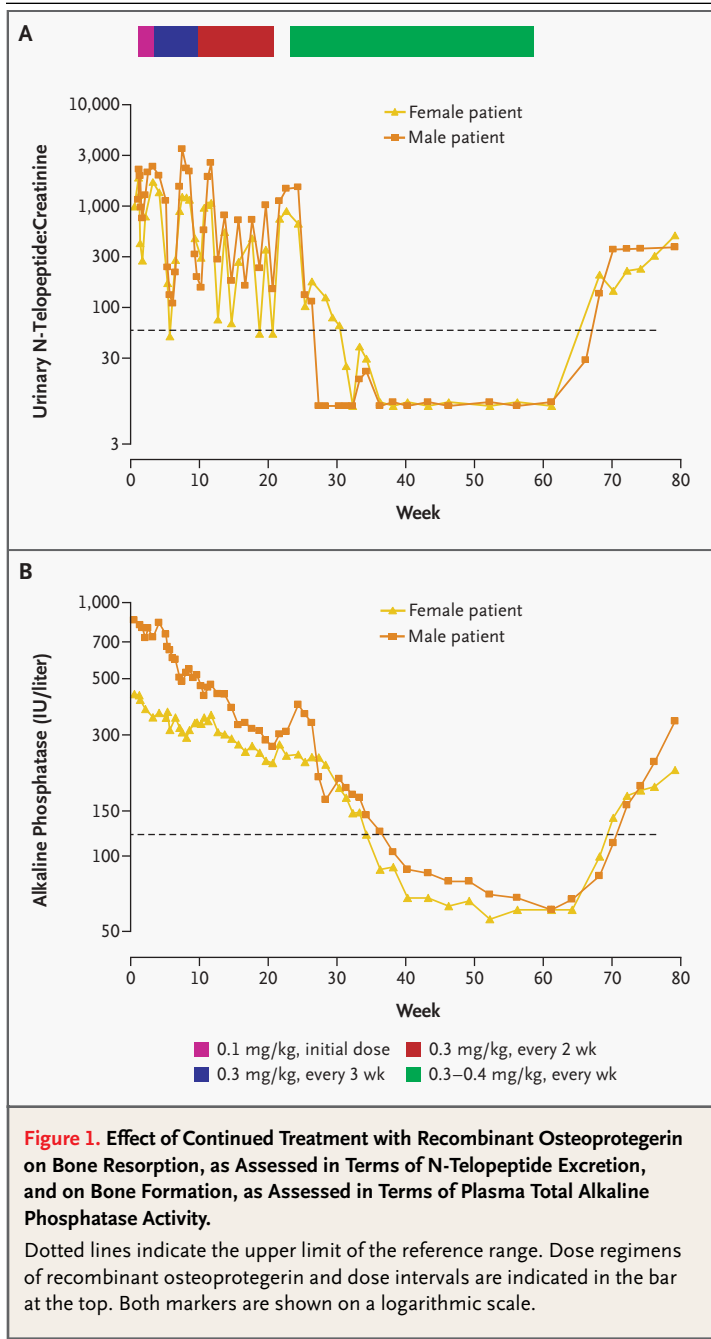 A
10,000
3,000
1,000
300
100
30
3
Urinary N-Telopeptide:Creatinine
Female patient
Male patient
0 10 20 30 40 50 60 70 80
Week
B
1,000
700
500
300
150
100
50
Alkaline Phosphatase (IU/liter)
Female patient
Male patient
0 10 20 30 40 50 60 70 80
Week
0.1 mg/kg, initial dose 0.3 mg/kg, every 2 wk
0.3 mg/kg, every 3 wk 0.3–0.4 mg/kg, every wk
Figure 1. Effect of Continued Treatment with Recombinant Osteoprotegerin
on Bone Resorption, as Assessed in Terms of N-Telopeptide Excretion,
and on Bone Formation, as Assessed in Terms of Plasma Total Alkaline
Phosphatase Activity.
Dotted lines indicate the upper limit of the reference range. Dose regimens
of recombinant osteoprotegerin and dose intervals are indicated in the bar
at the top. Both markers are shown on a logarithmic scale.